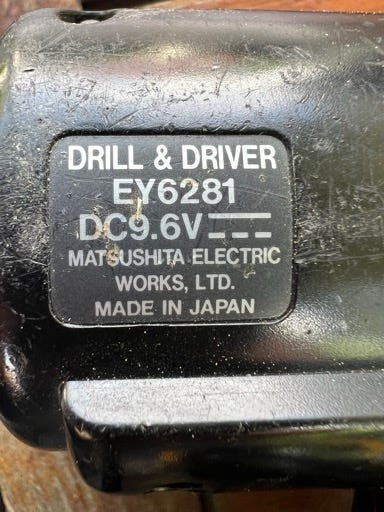 DRILL & DRIVER
EY6281
DC9.6V⎓
MATSUSHITA ELECTRIC
WORKS, LTD.
MADE IN JAPAN